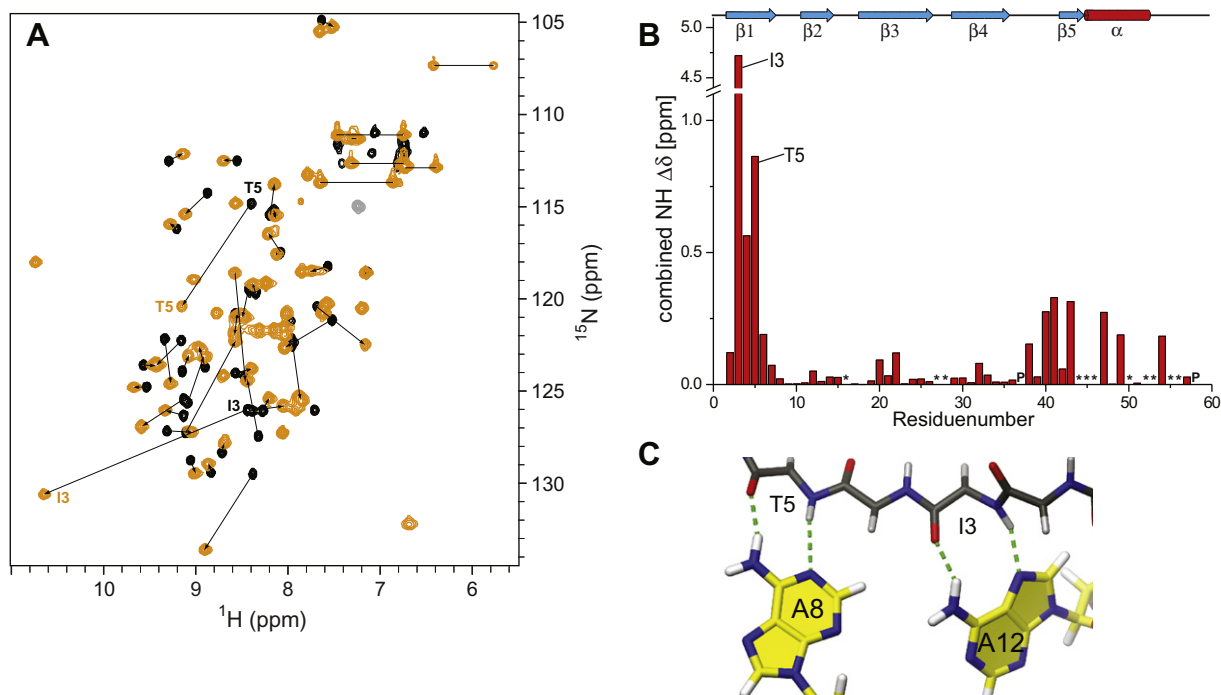 A
105
110
115
120
125
130
¹⁵N (ppm)
T5
T5
I3
I3
10
9
8
7
6
¹H (ppm)
β1
β2
β3
β4
β5
α
B
5.0
4.5
1.0
0.5
0.0
combined NH Δδ [ppm]
I3
T5
* ** P *** * ** ** P
0
10
20
30
40
50
60
Residuenumber
C
T5
I3
A8
A12